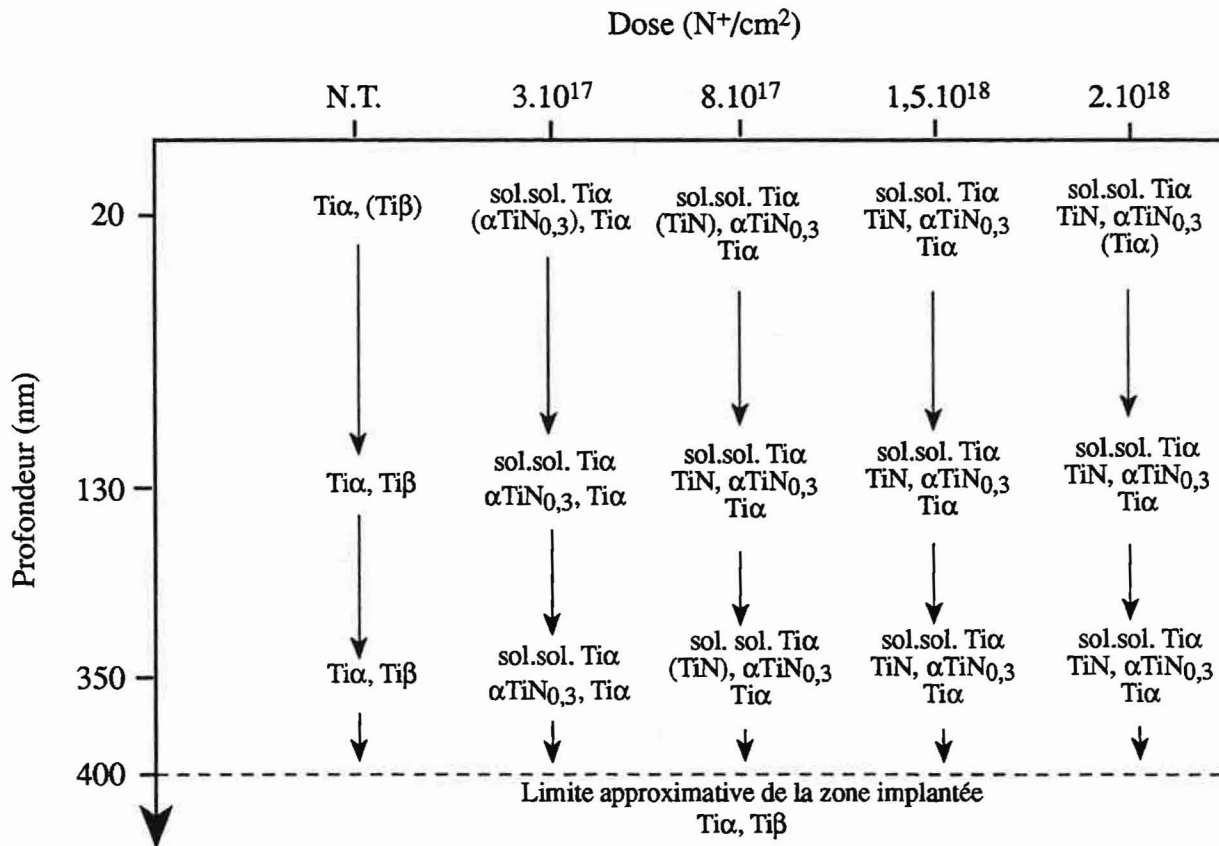 Dose (N⁺/cm²)
N.T. 3.10¹⁷ 8.10¹⁷ 1,5.10¹⁸ 2.10¹⁸
Profondeur (nm)
20
Tiα, (Tiβ)
sol.sol. Tiα
(αTiN₀,₃), Tiα
sol.sol. Tiα
(TiN), αTiN₀,₃
Tiα
sol.sol. Tiα
TiN, αTiN₀,₃
Tiα
sol.sol. Tiα
TiN, αTiN₀,₃
(Tiα)
130
Tiα, Tiβ
sol.sol. Tiα
αTiN₀,₃, Tiα
sol.sol. Tiα
TiN, αTiN₀,₃
Tiα
sol.sol. Tiα
TiN, αTiN₀,₃
Tiα
sol.sol. Tiα
TiN, αTiN₀,₃
Tiα
350
Tiα, Tiβ
sol.sol. Tiα
αTiN₀,₃, Tiα
sol. sol. Tiα
(TiN), αTiN₀,₃
Tiα
sol.sol. Tiα
TiN, αTiN₀,₃
Tiα
sol.sol. Tiα
TiN, αTiN₀,₃
Tiα
400
Limite approximative de la zone implantée
Tiα, Tiβ